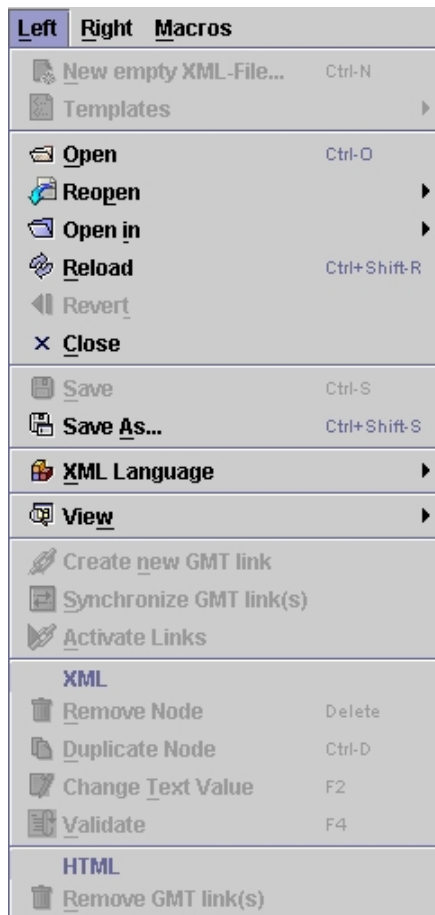 Left Right Macros
New empty XML-File... Ctrl-N
Templates
Open Ctrl-O
Reopen
Open in
Reload Ctrl+Shift-R
Revert
Close
Save Ctrl-S
Save As... Ctrl+Shift-S
XML Language
View
Create new GMT link
Synchronize GMT link(s)
Activate Links
XML
Remove Node Delete
Duplicate Node Ctrl-D
Change Text Value F2
Validate F4
HTML
Remove GMT link(s)